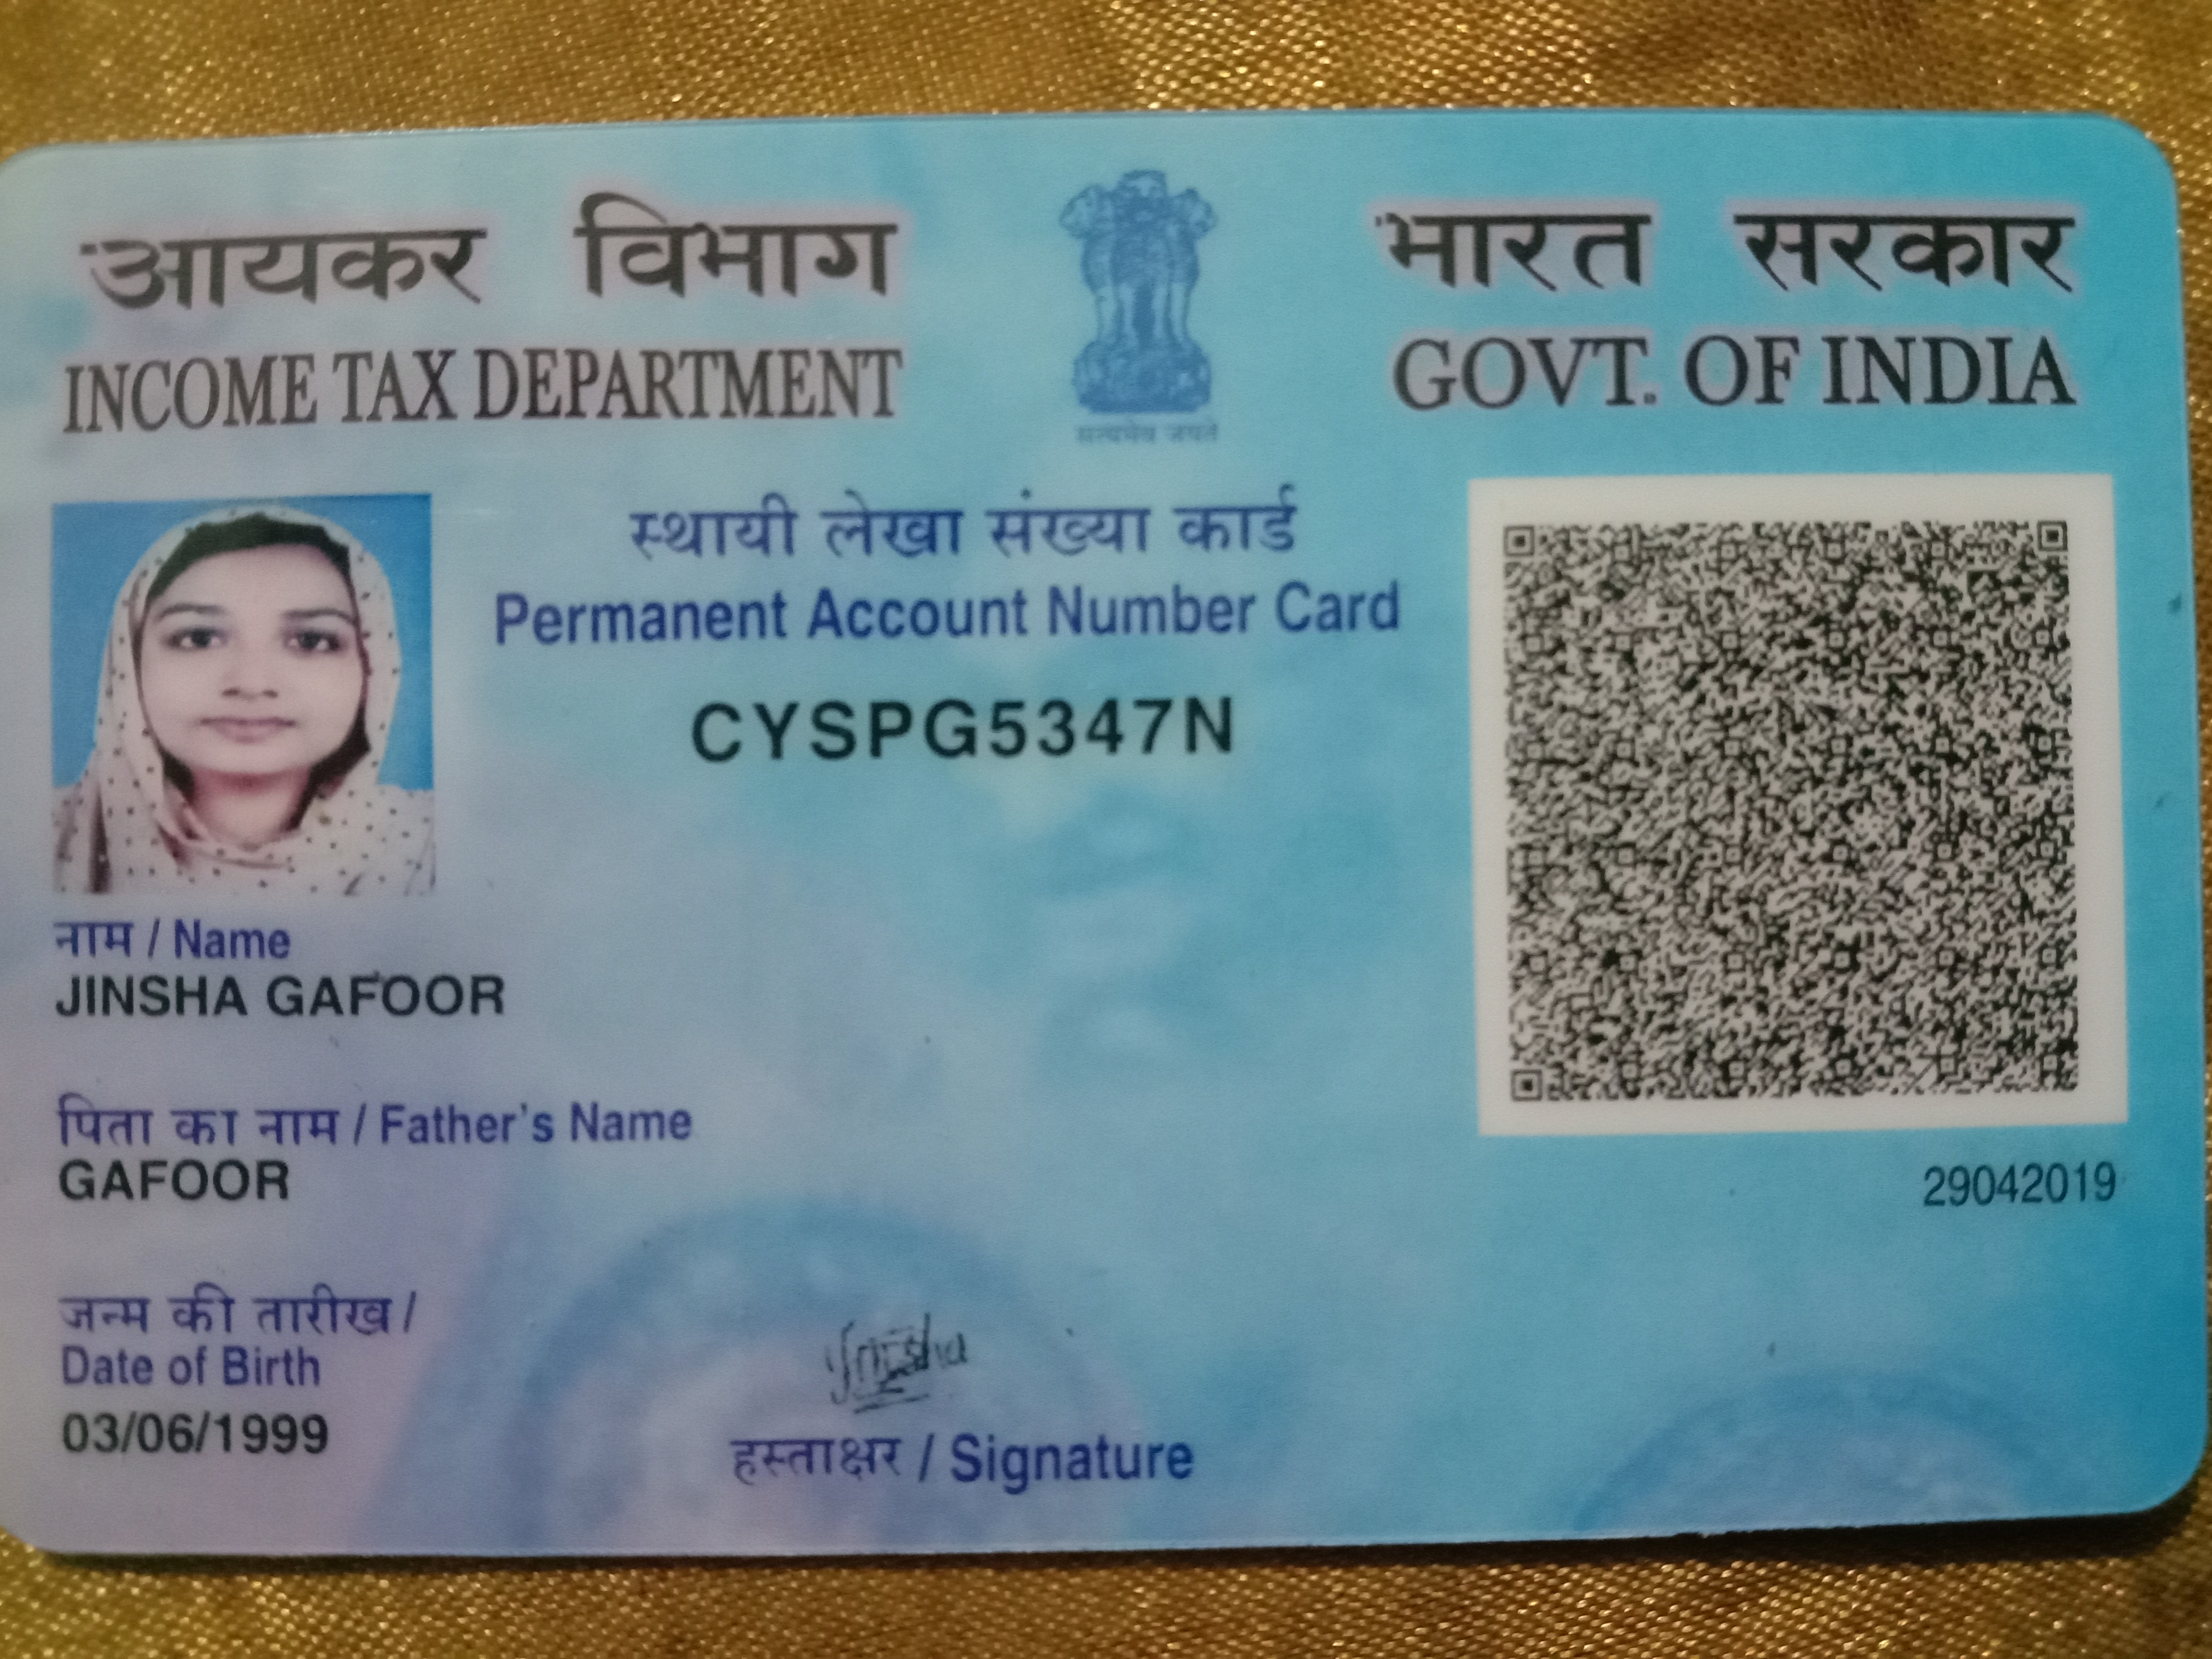 आयकर विभाग
INCOME TAX DEPARTMENT
सत्यमेव जयते
भारत सरकार
GOVT. OF INDIA
स्थायी लेखा संख्या कार्ड
Permanent Account Number Card
CYSPG5347N
नाम / Name
JINSHA GAFOOR
पिता का नाम / Father's Name
GAFOOR
29042019
जन्म की तारीख /
Date of Birth
03/06/1999
Jinsha
हस्ताक्षर / Signature